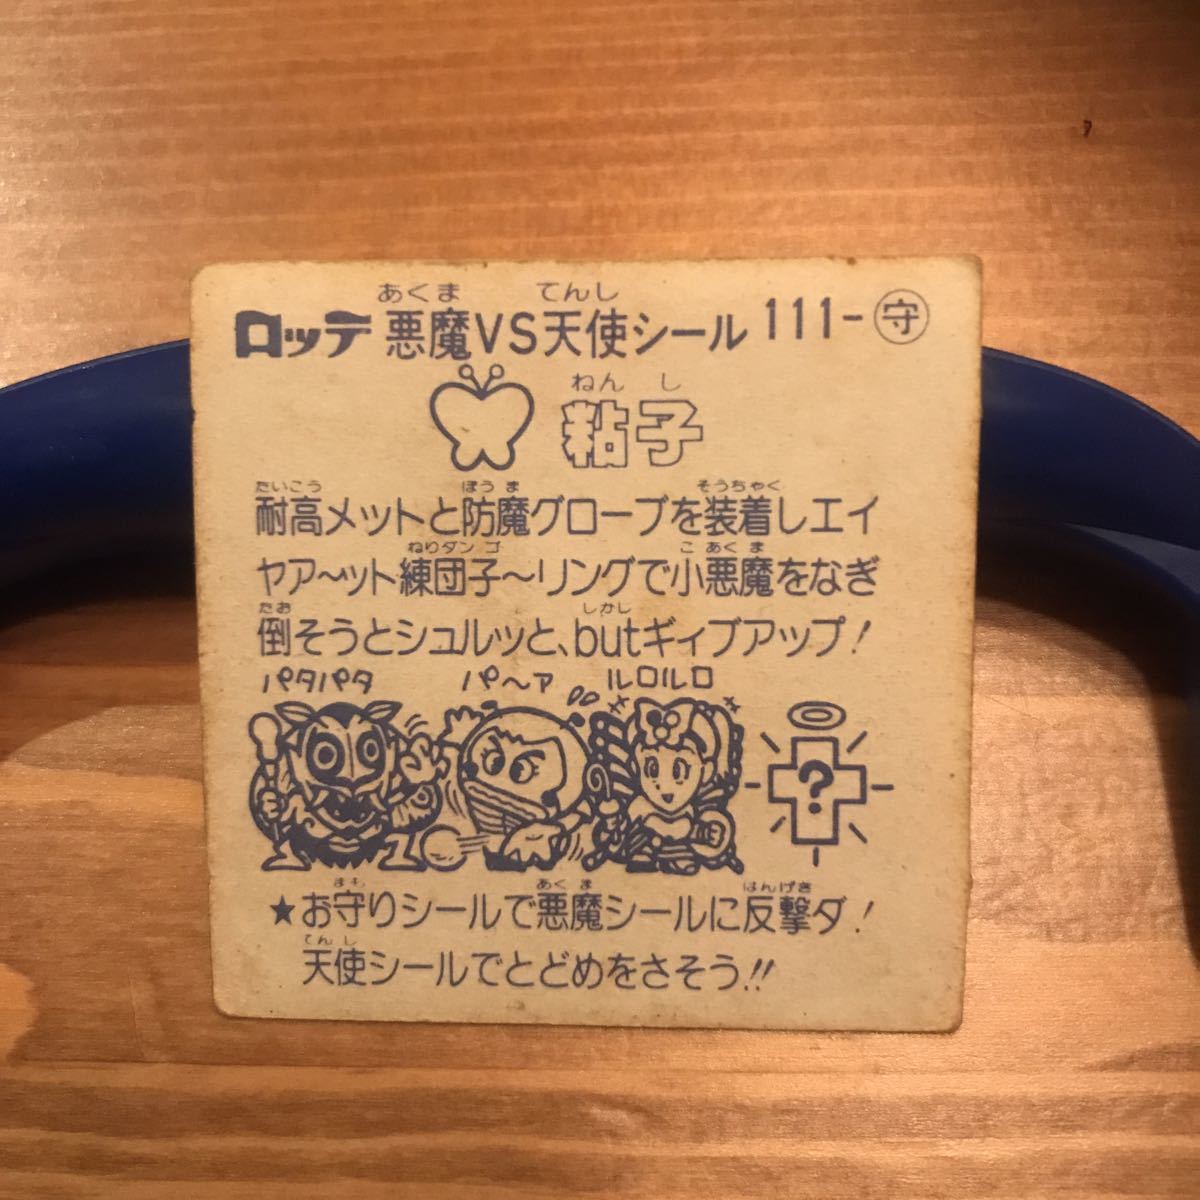 あくま てんし
ロッテ 悪魔VS天使シール 111-守
ねん し
粘子
たいこう ぼう ま そうちゃく
耐高メットと防魔グローブを装着しエイ
ねりダン ゴ こ あく ま
ヤア〜ット練団子〜リングで小悪魔をなぎ
たお しかし
倒そうとシュルッと、butギィブアップ!
パタパタ パ〜ア ルロルロ
?
まも あく ま はんげき
★お守りシールで悪魔シールに反撃ダ!
てん し
天使シールでとどめをさそう!!